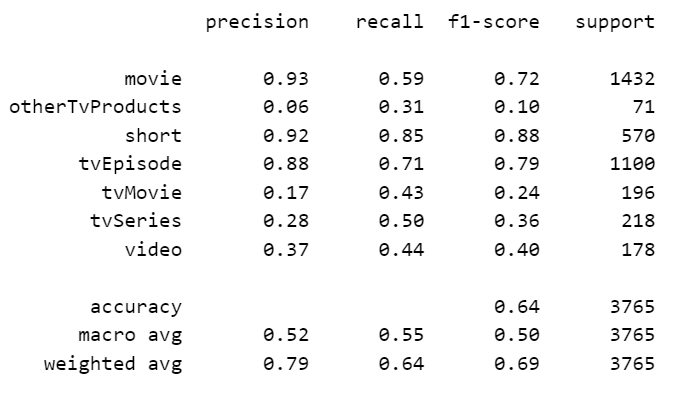 precision recall f1-score support
movie 0.93 0.59 0.72 1432
otherTvProducts 0.06 0.31 0.10 71
short 0.92 0.85 0.88 570
tvEpisode 0.88 0.71 0.79 1100
tvMovie 0.17 0.43 0.24 196
tvSeries 0.28 0.50 0.36 218
video 0.37 0.44 0.40 178
accuracy 0.64 3765
macro avg 0.52 0.55 0.50 3765
weighted avg 0.79 0.64 0.69 3765